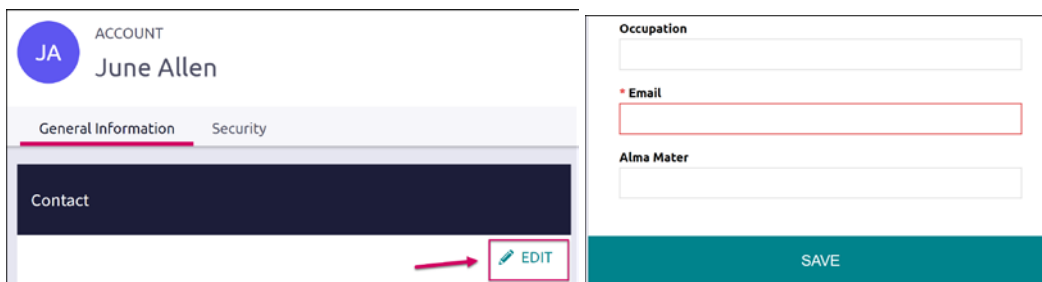 JA
ACCOUNT
June Allen
General Information
Security
Contact
EDIT
Occupation
* Email
Alma Mater
SAVE